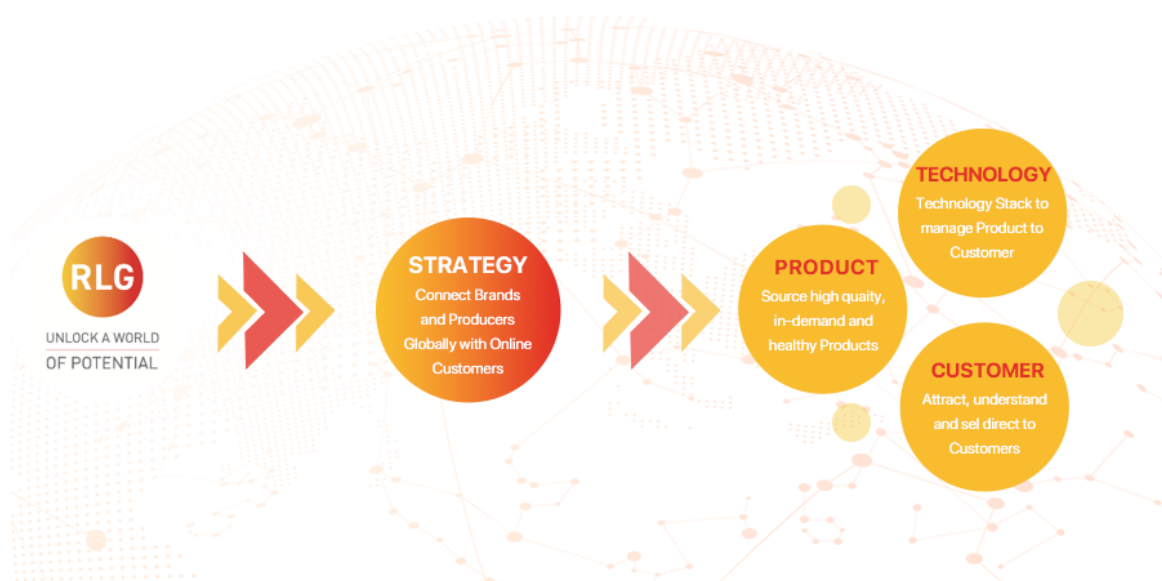 RLG
UNLOCK A WORLD
OF POTENTIAL
STRATEGY
Connect Brands
and Producers
Globally with Online
Customers
PRODUCT
Source high quaity,
in-demand and
healthy Products
TECHNOLOGY
Technology Stack to
manage Product to
Customer
CUSTOMER
Attract, understand
and sel direct to
Customers